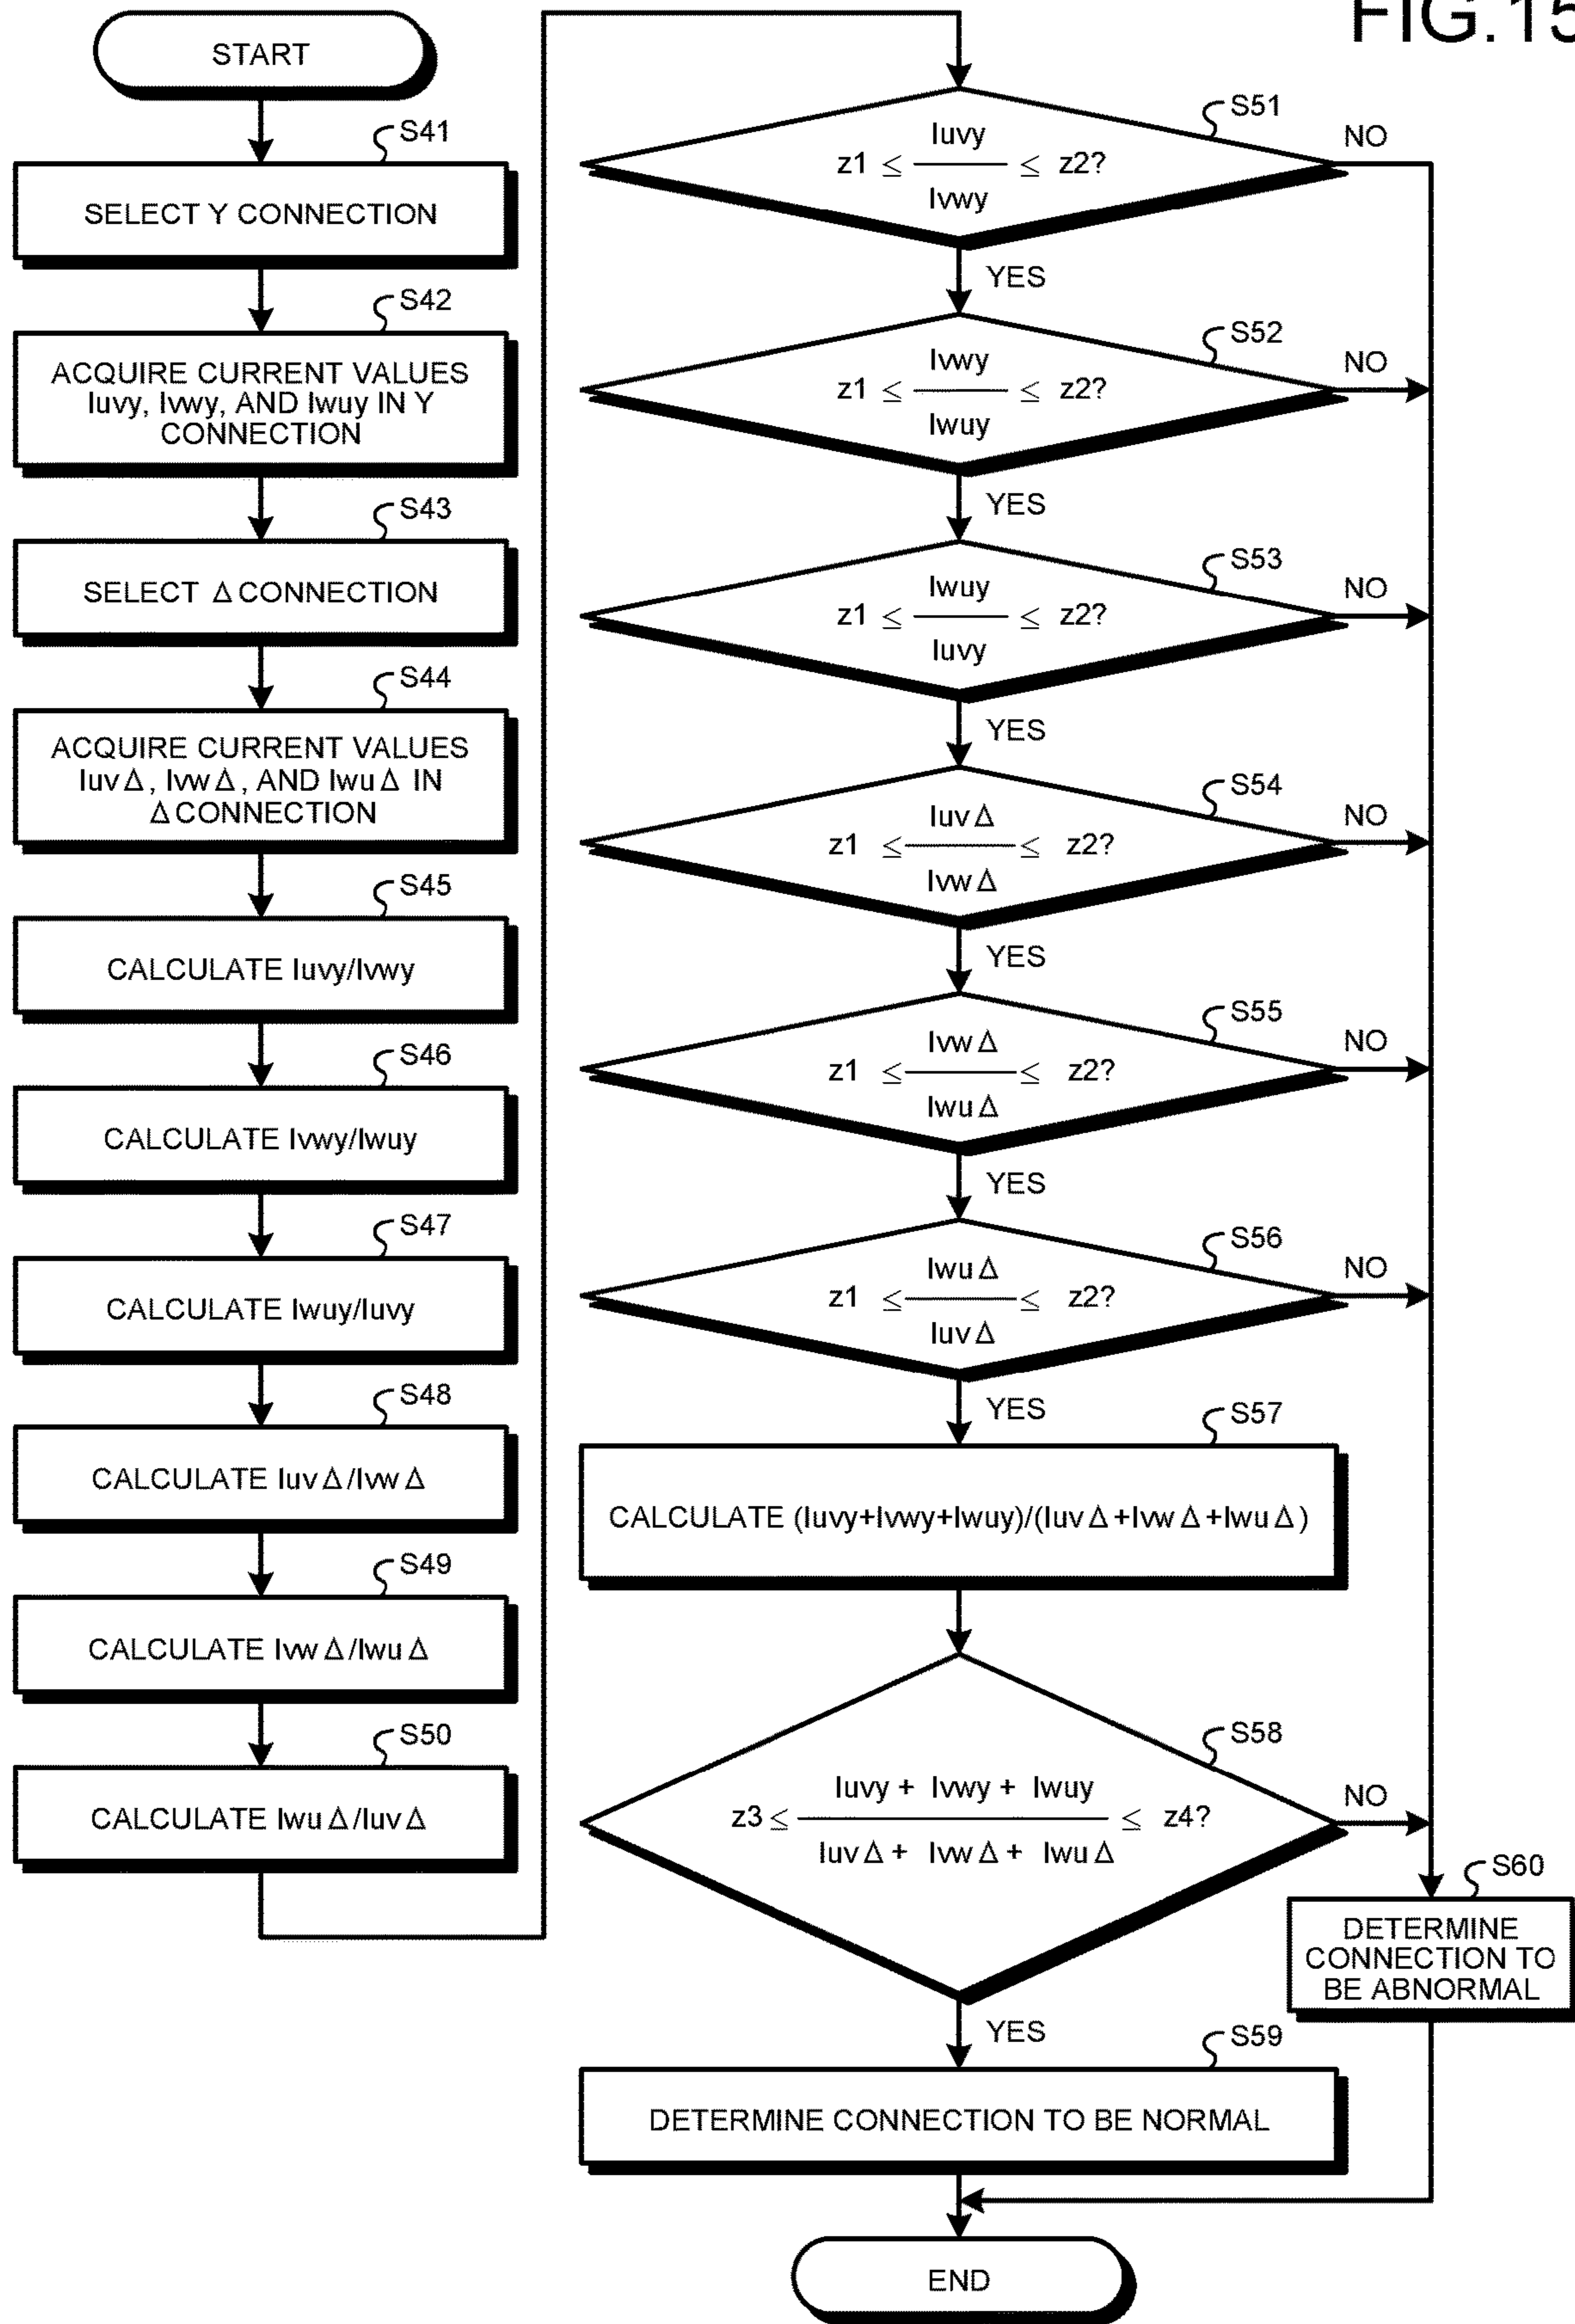 FIG.15
START
S41
SELECT Y CONNECTION
S42
ACQUIRE CURRENT VALUES
Iuvy, Ivwy, AND Iwuy IN Y
CONNECTION
S43
SELECT Δ CONNECTION
S44
ACQUIRE CURRENT VALUES
IuvΔ, IvwΔ, AND IwuΔ IN
Δ CONNECTION
S45
CALCULATE Iuvy/Ivwy
S46
CALCULATE Ivwy/Iwuy
S47
CALCULATE Iwuy/Iuvy
S48
CALCULATE IuvΔ/IvwΔ
S49
CALCULATE IvwΔ/IwuΔ
S50
CALCULATE IwuΔ/IuvΔ
S51
Iuvy
z1 ≤ ≤ z2?
Ivwy
NO
YES
S52
Ivwy
z1 ≤ ≤ z2?
Iwuy
NO
YES
S53
Iwuy
z1 ≤ ≤ z2?
Iuvy
NO
YES
S54
IuvΔ
z1 ≤ ≤ z2?
IvwΔ
NO
YES
S55
IvwΔ
z1 ≤ ≤ z2?
IwuΔ
NO
YES
S56
IwuΔ
z1 ≤ ≤ z2?
IuvΔ
NO
YES
S57
CALCULATE (Iuvy+Ivwy+Iwuy)/(IuvΔ+IvwΔ+IwuΔ)
S58
Iuvy + Ivwy + Iwuy
z3 ≤ ≤ z4?
IuvΔ + IvwΔ + IwuΔ
NO
YES
S60
DETERMINE
CONNECTION TO
BE ABNORMAL
S59
DETERMINE CONNECTION TO BE NORMAL
END